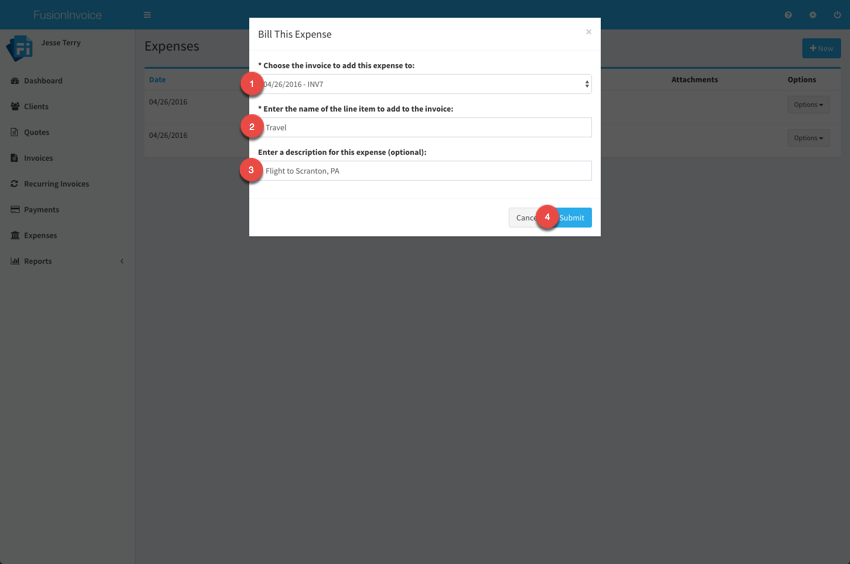 FusionInvoice
Jesse Terry
Dashboard
Clients
Quotes
Invoices
Recurring Invoices
Payments
Expenses
Reports
Expenses
+ New
Date
Attachments
Options
04/26/2016
Options
04/26/2016
Options
Bill This Expense
×
* Choose the invoice to add this expense to:
1
04/26/2016 - INV7
* Enter the name of the line item to add to the invoice:
2
Travel
Enter a description for this expense (optional):
3
Flight to Scranton, PA
4
Submit